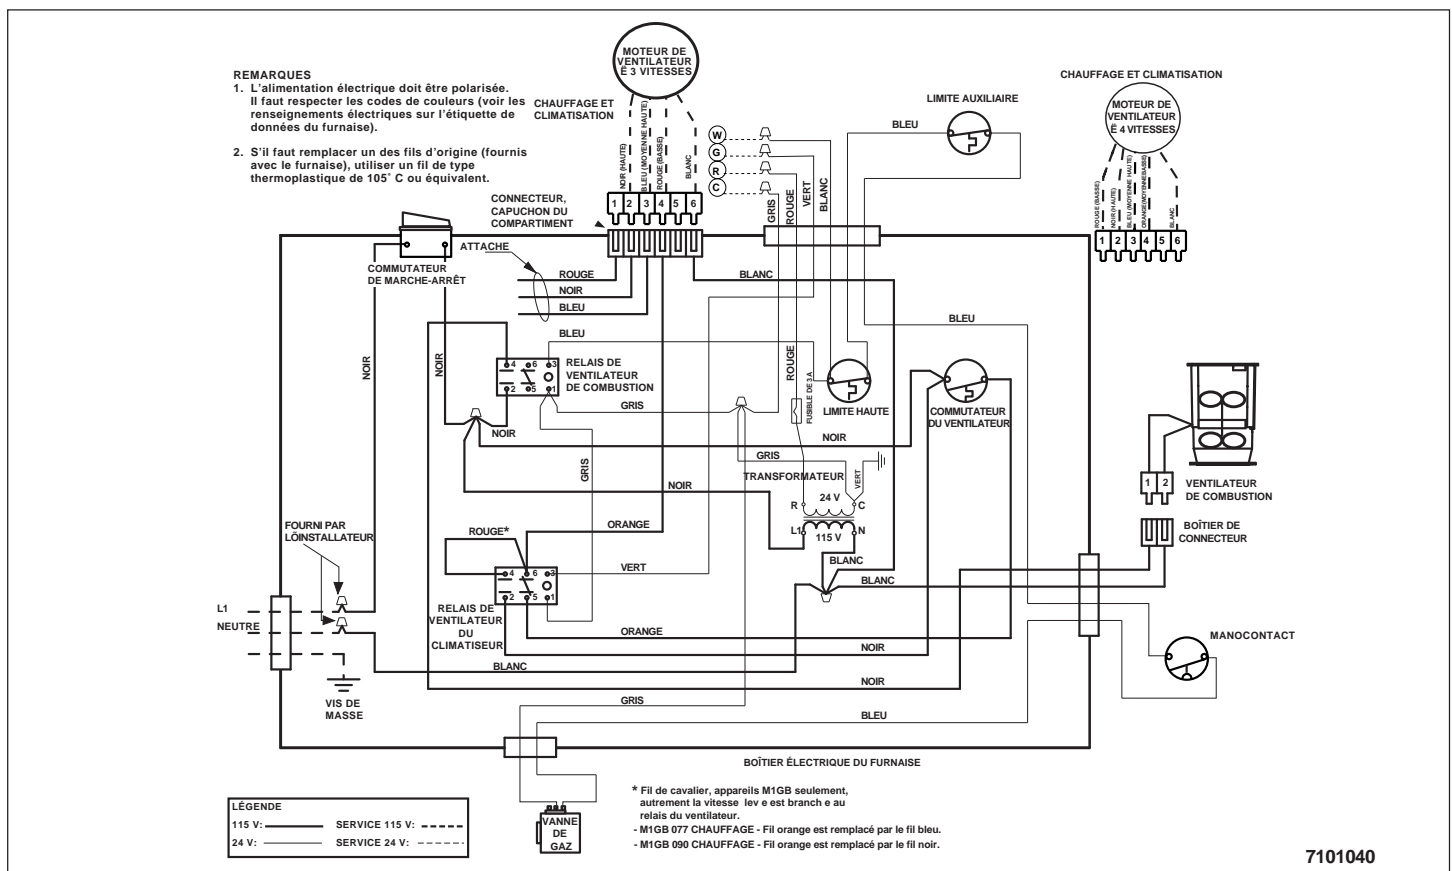 REMARQUES
1. L'alimentation électrique doit être polarisée.
Il faut respecter les codes de couleurs (voir les
renseignements électriques sur l'étiquette de
données du furnaise).
2. S'il faut remplacer un des fils d'origine (fournis
avec le furnaise), utiliser un fil de type
thermoplastique de 105° C ou équivalent.
MOTEUR DE
VENTILATEUR
Ë 3 VITESSES
CHAUFFAGE ET
CLIMATISATION
NOIR (HAUTE)
BLEU (MOYENNE HAUTE)
ROUGE (BASSE)
BLANC
1 2 3 4 5 6
CONNECTEUR,
CAPUCHON DU
COMPARTIMENT
W
G
R
C
GRIS
ROUGE
VERT
BLANC
LIMITE AUXILIAIRE
BLEU
CHAUFFAGE ET CLIMATISATION
MOTEUR DE
VENTILATEUR
Ë 4 VITESSES
ROUGE (BASSE)
NOIR (HAUTE)
BLEU (MOYENNE HAUTE)
ORANGE(MOYENNEBASSE)
BLANC
1 2 3 4 5 6
COMMUTATEUR
DE MARCHE-ARRÊT
ATTACHE
ROUGE
NOIR
BLEU
BLANC
BLEU
BLEU
NOIR
NOIR
4 6 3
2 5 1
RELAIS DE
VENTILATEUR
DE COMBUSTION
ROUGE
FUSIBLE DE 3 A
LIMITE HAUTE
COMMUTATEUR
DU VENTILATEUR
GRIS
NOIR
NOIR
GRIS
GRIS
TRANSFORMATEUR
VERT
NOIR
R 24 V C
L1 115 V N
BLANC
BLANC
1 2
VENTILATEUR
DE COMBUSTION
BOÎTIER DE
CONNECTEUR
FOURNI PAR
LÕINSTALLATEUR
ROUGE*
ORANGE
VERT
4 6 3
2 5 1
RELAIS DE
VENTILATEUR
DU
CLIMATISEUR
L1
NEUTRE
ORANGE
NOIR
BLANC
NOIR
MANOCONTACT
VIS DE
MASSE
GRIS
BLEU
BOÎTIER ÉLECTRIQUE DU FURNAISE
VANNE
DE
GAZ
* Fil de cavalier, appareils M1GB seulement,
autrement la vitesse lev e est branch e au
relais du ventilateur.
- M1GB 077 CHAUFFAGE - Fil orange est remplacé par le fil bleu.
- M1GB 090 CHAUFFAGE - Fil orange est remplacé par le fil noir.
LÉGENDE
115 V: SERVICE 115 V:
24 V: SERVICE 24 V:
7101040